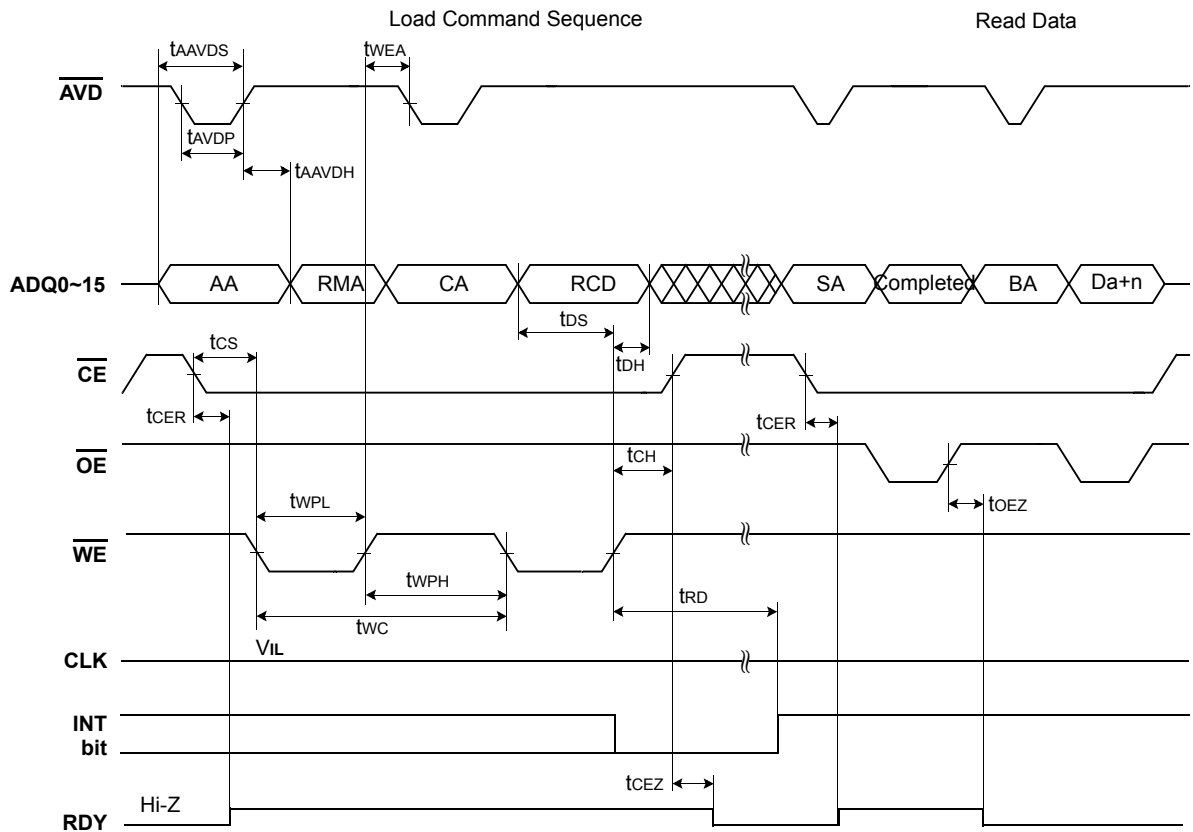 Load Command Sequence Read Data
tAAVDS tWEA
AVD
tAVDP
tAAVDH
ADQ0~15 AA RMA CA RCD SA Completed BA Da+n
tDS
tCS tDH
CE
tCER tCER
OE tCH
tWPL tOEZ
WE
tWPH tRD
tWC
VIL
CLK
INT
bit
tCEZ
Hi-Z
RDY